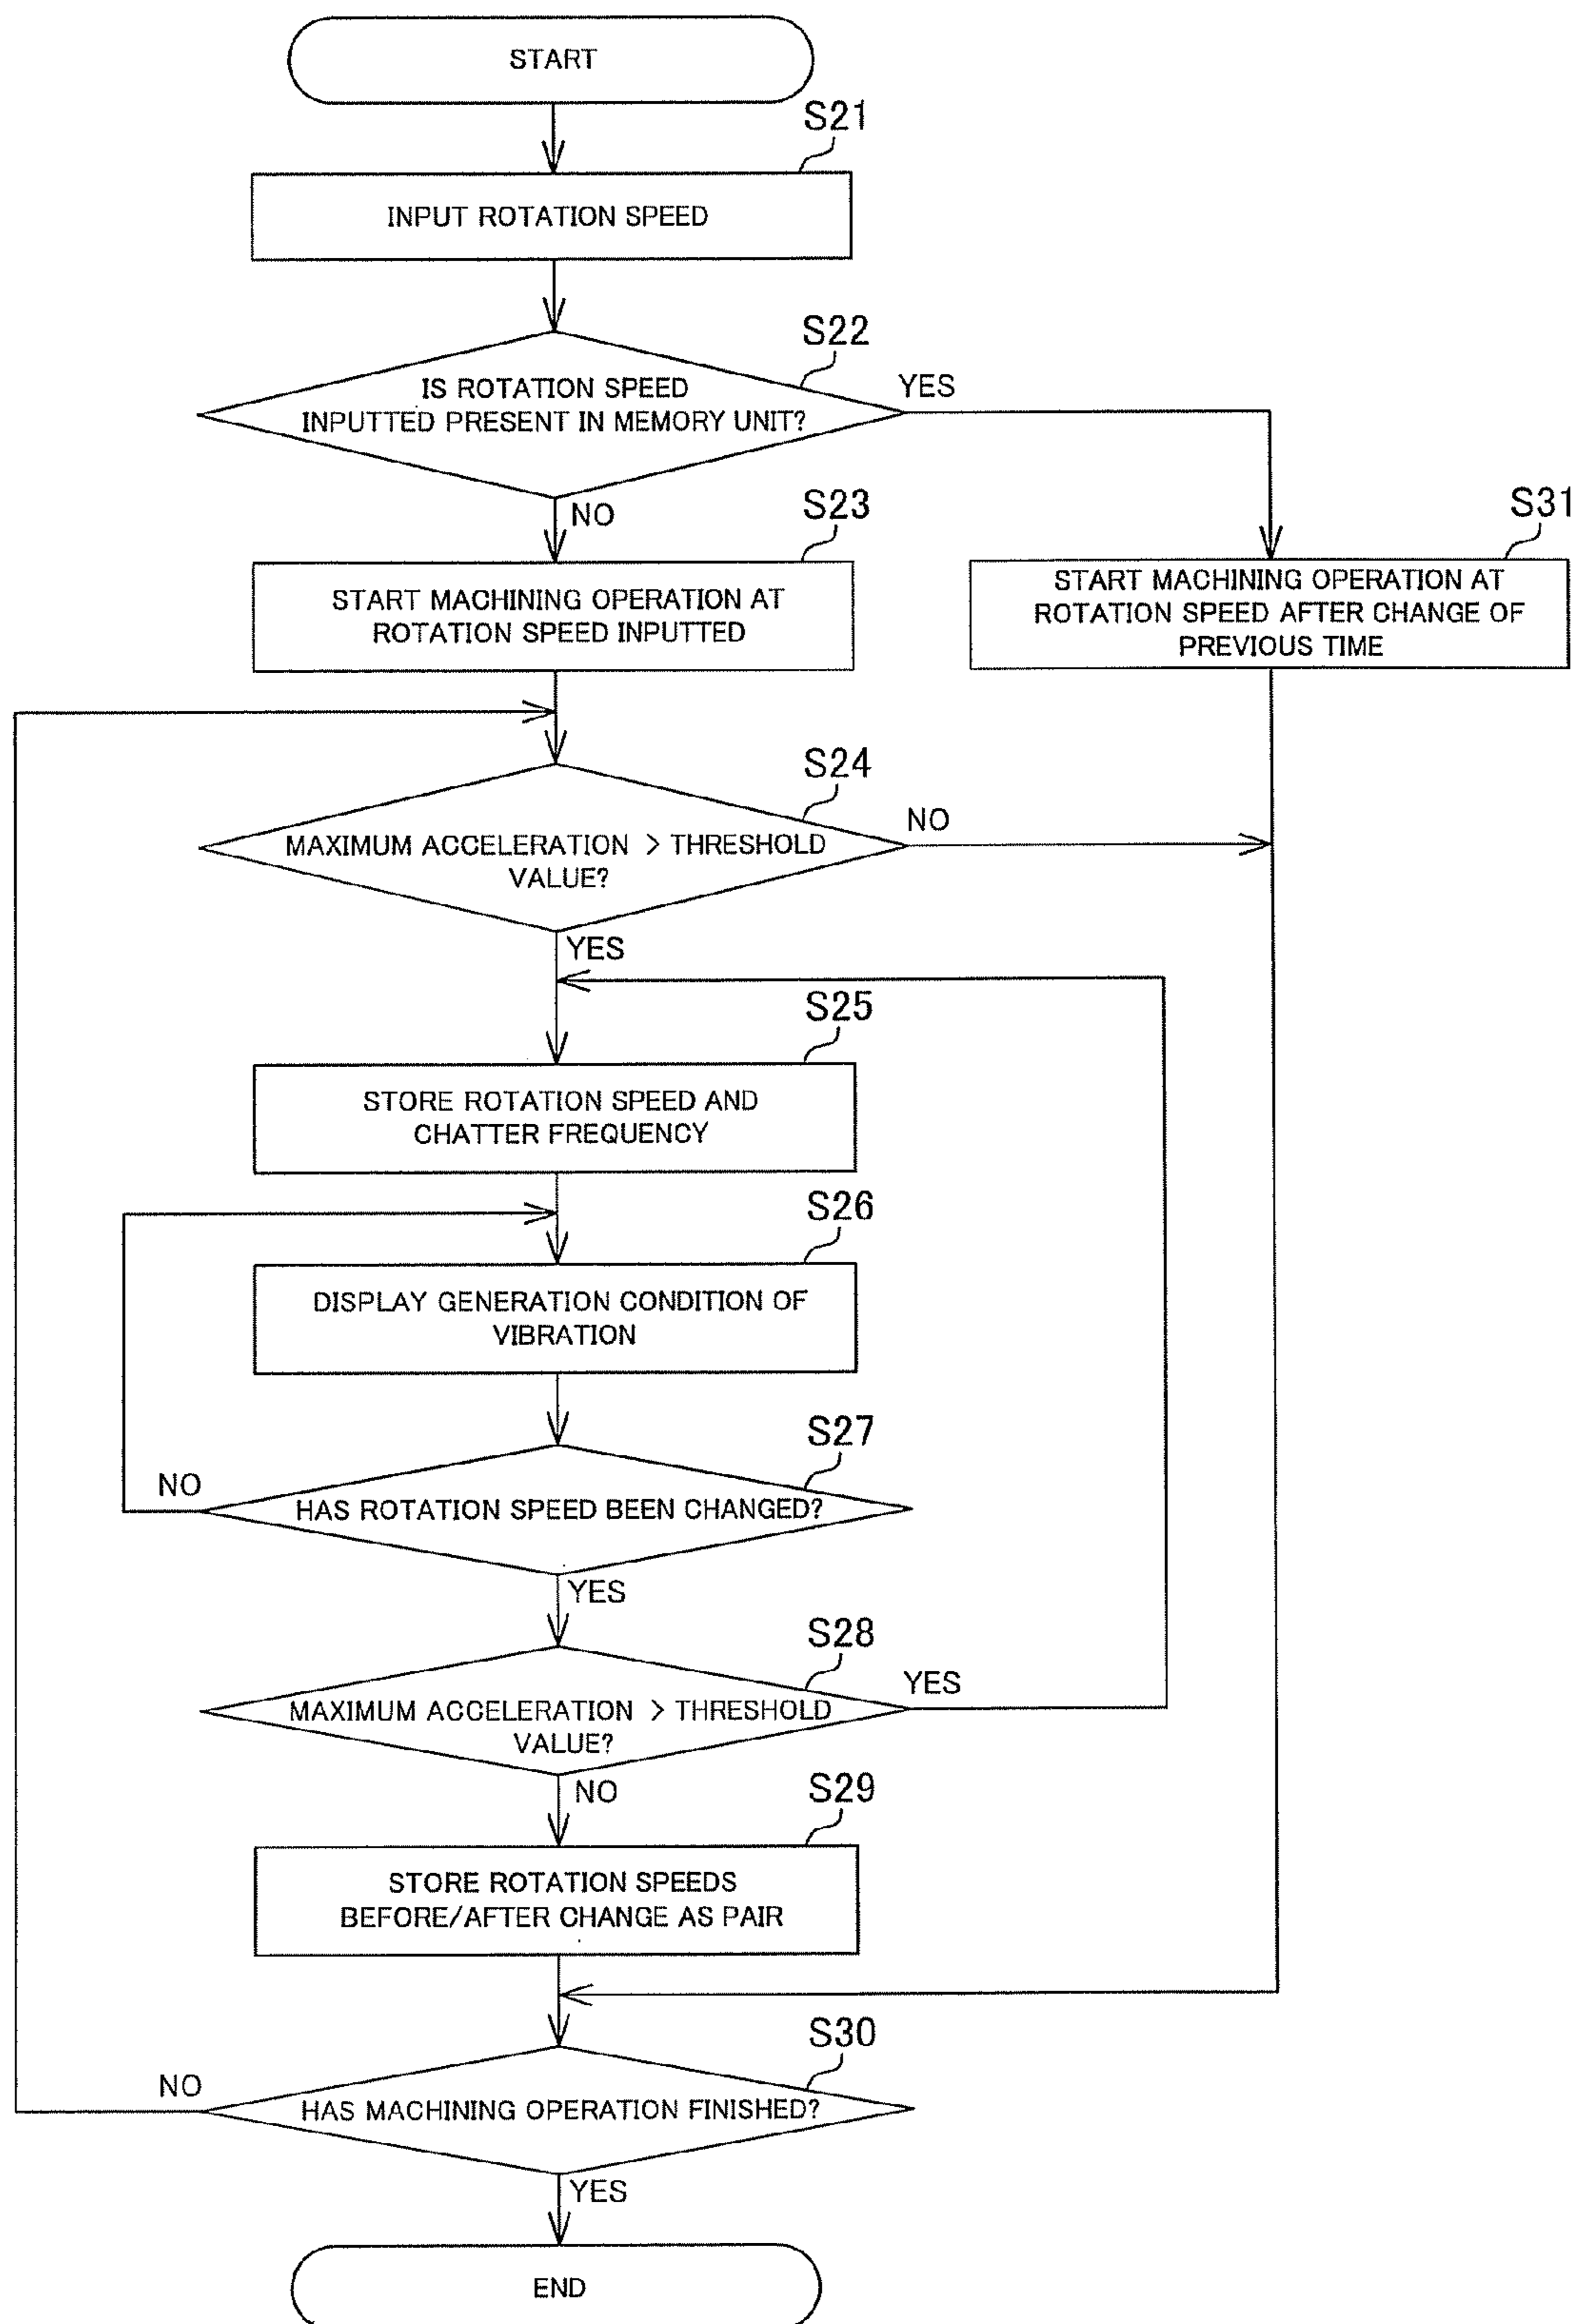 START
S21
INPUT ROTATION SPEED
S22
IS ROTATION SPEED
INPUTTED PRESENT IN MEMORY UNIT?
YES
NO
S23
START MACHINING OPERATION AT
ROTATION SPEED INPUTTED
S31
START MACHINING OPERATION AT
ROTATION SPEED AFTER CHANGE OF
PREVIOUS TIME
S24
MAXIMUM ACCELERATION > THRESHOLD
VALUE?
NO
YES
S25
STORE ROTATION SPEED AND
CHATTER FREQUENCY
S26
DISPLAY GENERATION CONDITION OF
VIBRATION
S27
NO
HAS ROTATION SPEED BEEN CHANGED?
YES
S28
MAXIMUM ACCELERATION > THRESHOLD
VALUE?
YES
NO
S29
STORE ROTATION SPEEDS
BEFORE/AFTER CHANGE AS PAIR
S30
NO
HAS MACHINING OPERATION FINISHED?
YES
END